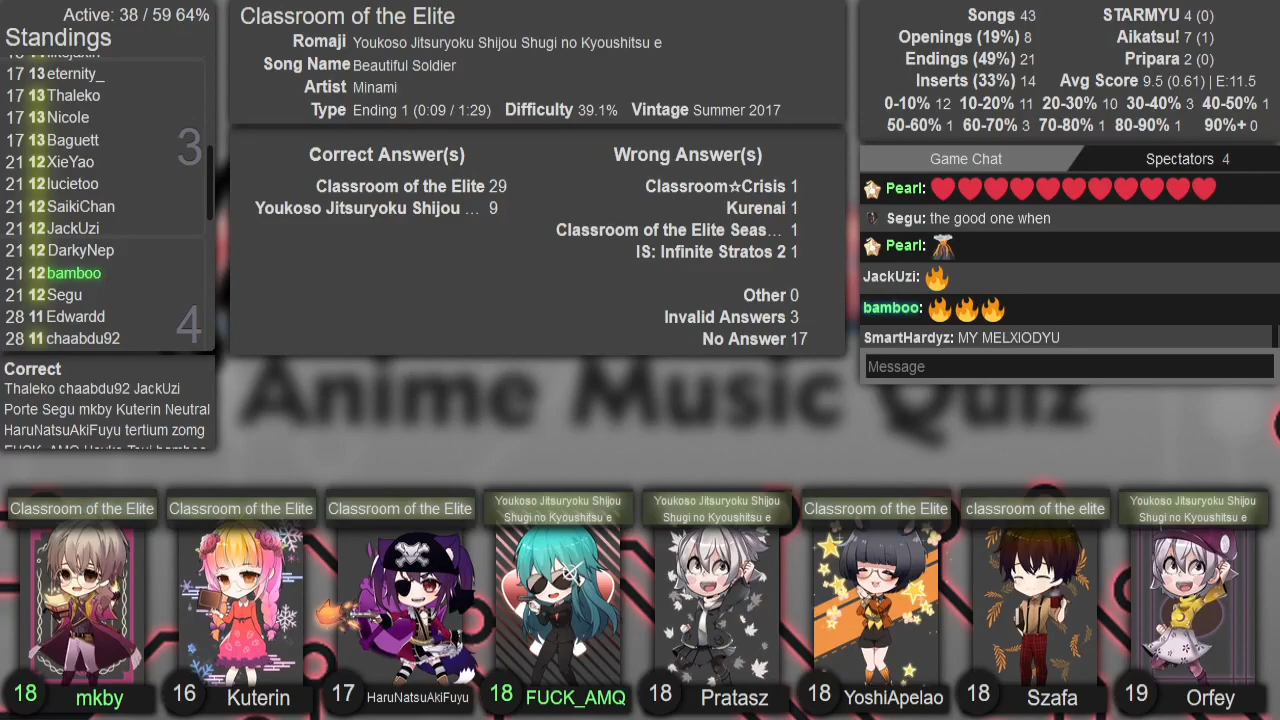 Active: 38 / 59 64%
Standings
17 13 eternity_
17 13 Thaleko
17 13 Nicole
17 13 Baguett
3
21 12 XieYao
21 12 lucietoo
21 12 SaikiChan
21 12 JackUzi
21 12 DarkyNep
21 12 bamboo
21 12 Segu
28 11 Edwardd
4
28 11 chaabdu92
Correct
Thaleko chaabdu92 JackUzi
Porte Segu mkby Kuterin Neutral
HaruNatsuAkiFuyu tertium zomg
Classroom of the Elite
Romaji Youkoso Jitsuryoku Shijou Shugi no Kyoushitsu e
Song Name Beautiful Soldier
Artist Minami
Type Ending 1 (0:09 / 1:29) Difficulty 39.1% Vintage Summer 2017
Correct Answer(s)
Classroom of the Elite 29
Youkoso Jitsuryoku Shijou ... 9
Wrong Answer(s)
Classroom☆Crisis 1
Kurenai 1
Classroom of the Elite Seas... 1
IS: Infinite Stratos 2 1
Other 0
Invalid Answers 3
No Answer 17
Songs 43 STARMYU 4 (0)
Openings (19%) 8 Aikatsu! 7 (1)
Endings (49%) 21 Pripara 2 (0)
Inserts (33%) 14 Avg Score 9.5 (0.61) | E:11.5
0-10% 12 10-20% 11 20-30% 10 30-40% 3 40-50% 1
50-60% 1 60-70% 3 70-80% 1 80-90% 1 90%+ 0
Game Chat Spectators 4
Pearl: ❤❤❤❤❤❤❤❤❤❤❤
Segu: the good one when
Pearl: 🌋
JackUzi: 🔥
bamboo: 🔥🔥🔥
SmartHardyz: MY MELXIODYU
Message
Anime Music Quiz
Classroom of the Elite
18 mkby
Classroom of the Elite
16 Kuterin
Classroom of the Elite
17 HaruNatsuAkiFuyu
Youkoso Jitsuryoku Shijou
Shugi no Kyoushitsu e
18 FUCK_AMQ
Youkoso Jitsuryoku Shijou
Shugi no Kyoushitsu e
18 Pratasz
Classroom of the Elite
18 YoshiApelao
classroom of the elite
18 Szafa
Youkoso Jitsuryoku Shijou
Shugi no Kyoushitsu e
19 Orfey